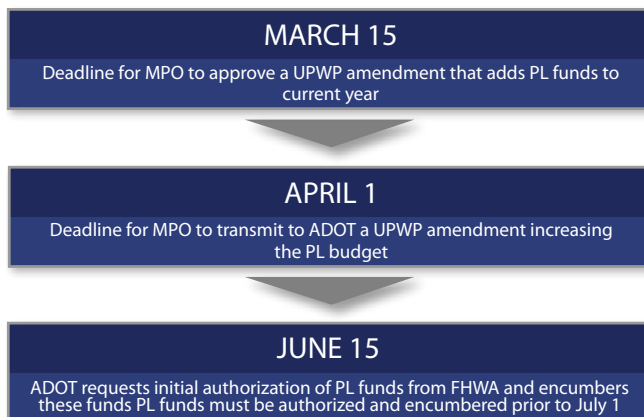 MARCH 15
Deadline for MPO to approve a UPWP amendment that adds PL funds to
current year
APRIL 1
Deadline for MPO to transmit to ADOT a UPWP amendment increasing
the PL budget
JUNE 15
ADOT requests initial authorization of PL funds from FHWA and encumbers
these funds PL funds must be authorized and encumbered prior to July 1